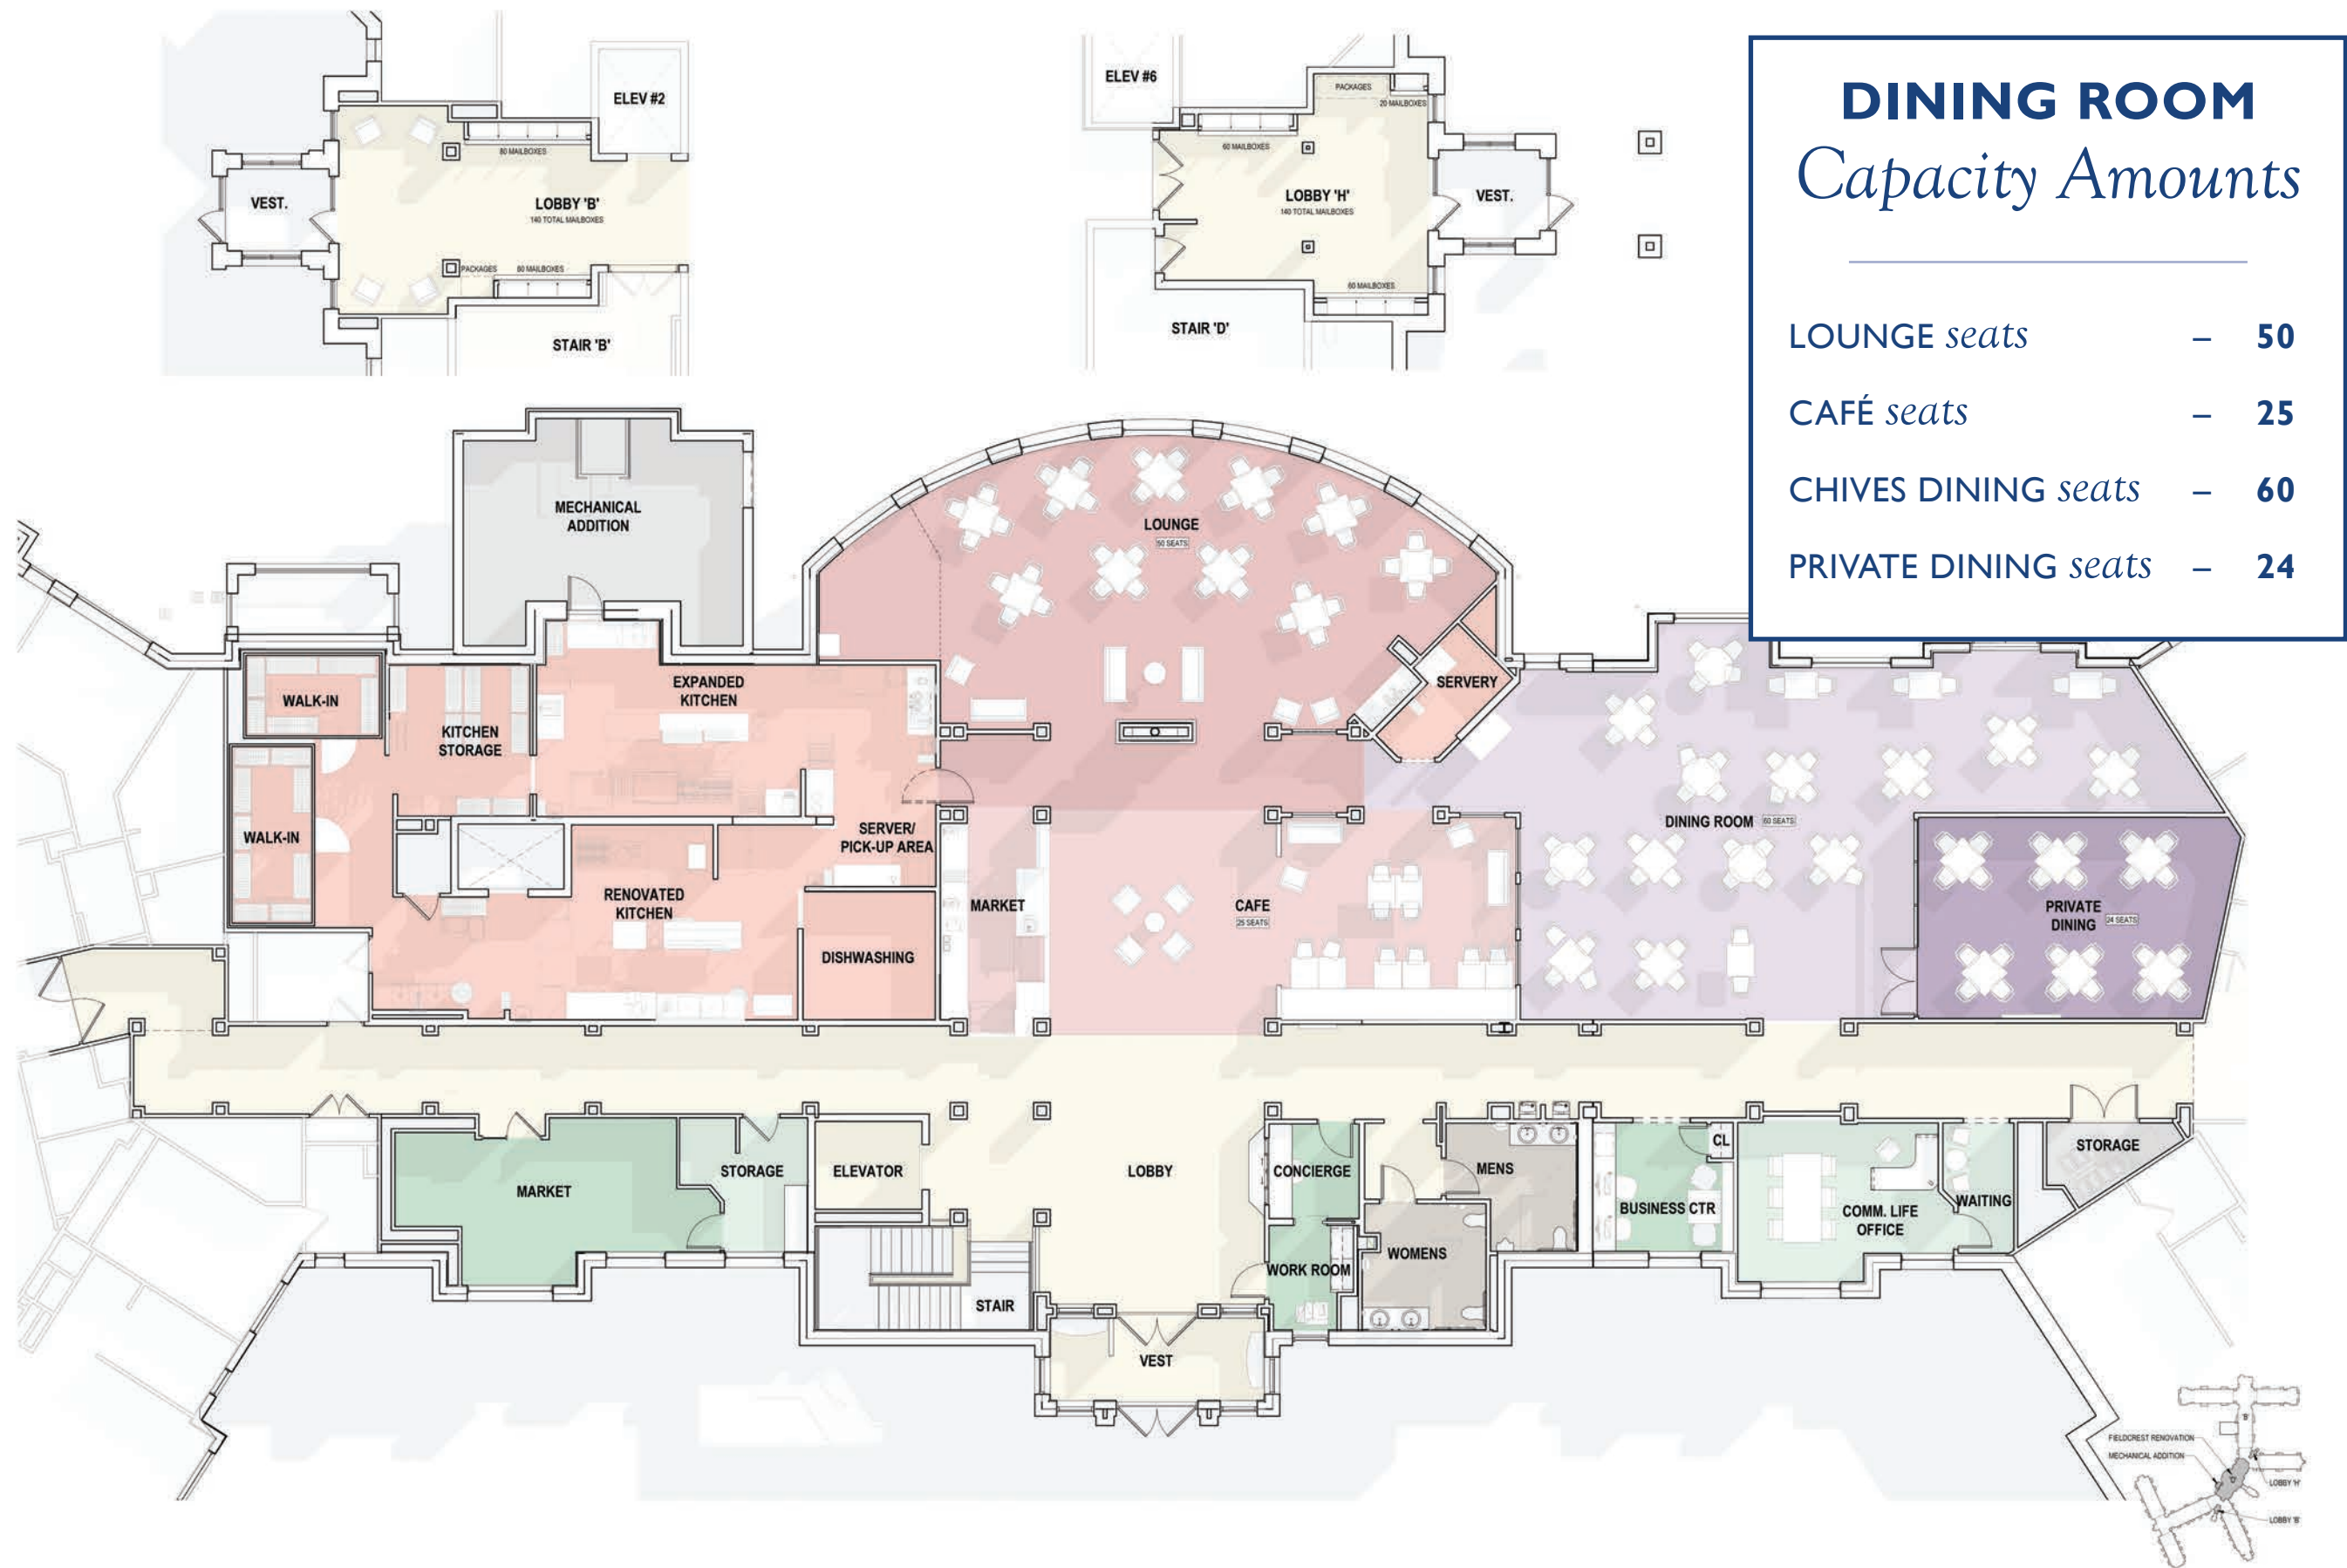 ELEV #2
80 MAILBOXES
VEST.
LOBBY 'B'
140 TOTAL MAILBOXES
PACKAGES
80 MAILBOXES
STAIR 'B'
ELEV #6
PACKAGES
20 MAILBOXES
60 MAILBOXES
LOBBY 'H'
140 TOTAL MAILBOXES
VEST.
60 MAILBOXES
STAIR 'D'
DINING ROOM
Capacity Amounts
LOUNGE seats – 50
CAFÉ seats – 25
CHIVES DINING seats – 60
PRIVATE DINING seats – 24
MECHANICAL
ADDITION
LOUNGE
50 SEATS
WALK-IN
KITCHEN
STORAGE
EXPANDED
KITCHEN
SERVERY
WALK-IN
SERVER/
PICK-UP AREA
DINING ROOM 60 SEATS
RENOVATED
KITCHEN
DISHWASHING
MARKET
CAFE
25 SEATS
PRIVATE
DINING 24 SEATS
MARKET
STORAGE
ELEVATOR
LOBBY
CONCIERGE
MENS
CL
BUSINESS CTR
COMM. LIFE
OFFICE
WAITING
STORAGE
STAIR
WORK ROOM
WOMENS
VEST
'B'
FIELDCREST RENOVATION
MECHANICAL ADDITION
LOBBY 'H'
LOBBY 'B'